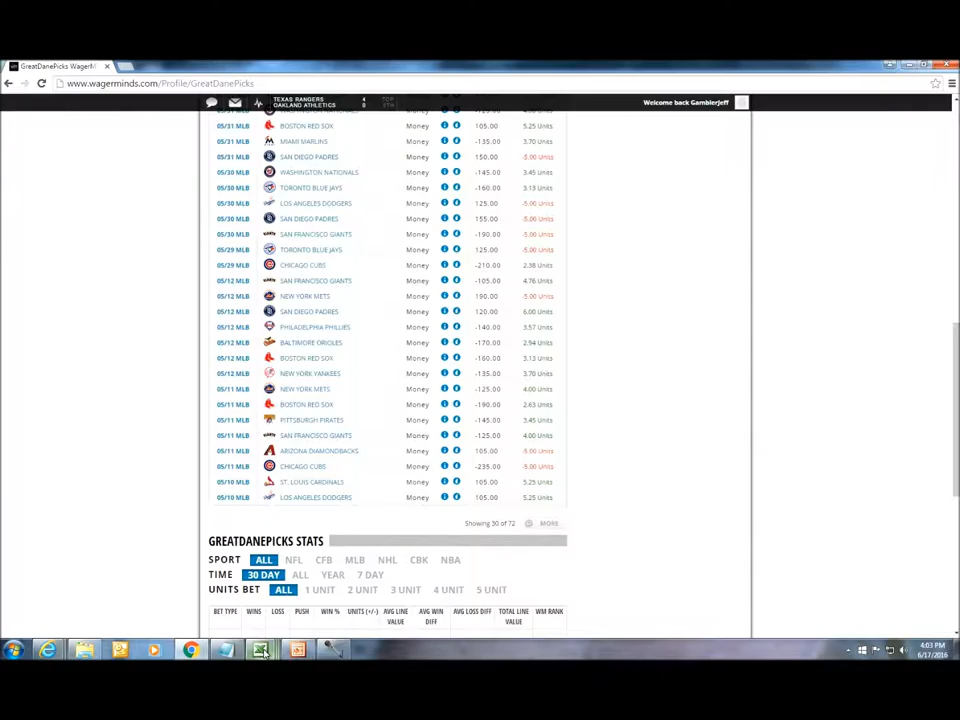 GreatDanePicks WagerM
www.wagerminds.com/Profile/GreatDanePicks
TEXAS RANGERS 4 TOP
OAKLAND ATHLETICS 8 5TH
Welcome back GamblerJeff
05/31 MLB BOSTON RED SOX Money 105.00 5.25 Units
05/31 MLB MIAMI MARLINS Money -135.00 3.70 Units
05/31 MLB SAN DIEGO PADRES Money 150.00 -5.00 Units
05/30 MLB WASHINGTON NATIONALS Money -145.00 3.45 Units
05/30 MLB TORONTO BLUE JAYS Money -160.00 3.13 Units
05/30 MLB LOS ANGELES DODGERS Money 125.00 -5.00 Units
05/30 MLB SAN DIEGO PADRES Money 155.00 -5.00 Units
05/30 MLB SAN FRANCISCO GIANTS Money -190.00 -5.00 Units
05/29 MLB TORONTO BLUE JAYS Money 125.00 -5.00 Units
05/29 MLB CHICAGO CUBS Money -210.00 2.38 Units
05/12 MLB SAN FRANCISCO GIANTS Money -105.00 4.76 Units
05/12 MLB NEW YORK METS Money 190.00 -5.00 Units
05/12 MLB SAN DIEGO PADRES Money 120.00 6.00 Units
05/12 MLB PHILADELPHIA PHILLIES Money -140.00 3.57 Units
05/12 MLB BALTIMORE ORIOLES Money -170.00 2.94 Units
05/12 MLB BOSTON RED SOX Money -160.00 3.13 Units
05/12 MLB NEW YORK YANKEES Money -135.00 3.70 Units
05/11 MLB NEW YORK METS Money -125.00 4.00 Units
05/11 MLB BOSTON RED SOX Money -190.00 2.63 Units
05/11 MLB PITTSBURGH PIRATES Money -145.00 3.45 Units
05/11 MLB SAN FRANCISCO GIANTS Money -125.00 4.00 Units
05/11 MLB ARIZONA DIAMONDBACKS Money 105.00 -5.00 Units
05/11 MLB CHICAGO CUBS Money -235.00 -5.00 Units
05/10 MLB ST. LOUIS CARDINALS Money 105.00 5.25 Units
05/10 MLB LOS ANGELES DODGERS Money 105.00 5.25 Units
Showing 30 of 72 MORE
GREATDANEPICKS STATS
SPORT ALL NFL CFB MLB NHL CBK NBA
TIME 30 DAY ALL YEAR 7 DAY
UNITS BET ALL 1 UNIT 2 UNIT 3 UNIT 4 UNIT 5 UNIT
BET TYPE WINS LOSS PUSH WIN % UNITS (+/-) AVG LINE VALUE AVG WIN DIFF AVG LOSS DIFF TOTAL LINE VALUE WM RANK
4:03 PM
6/17/2016